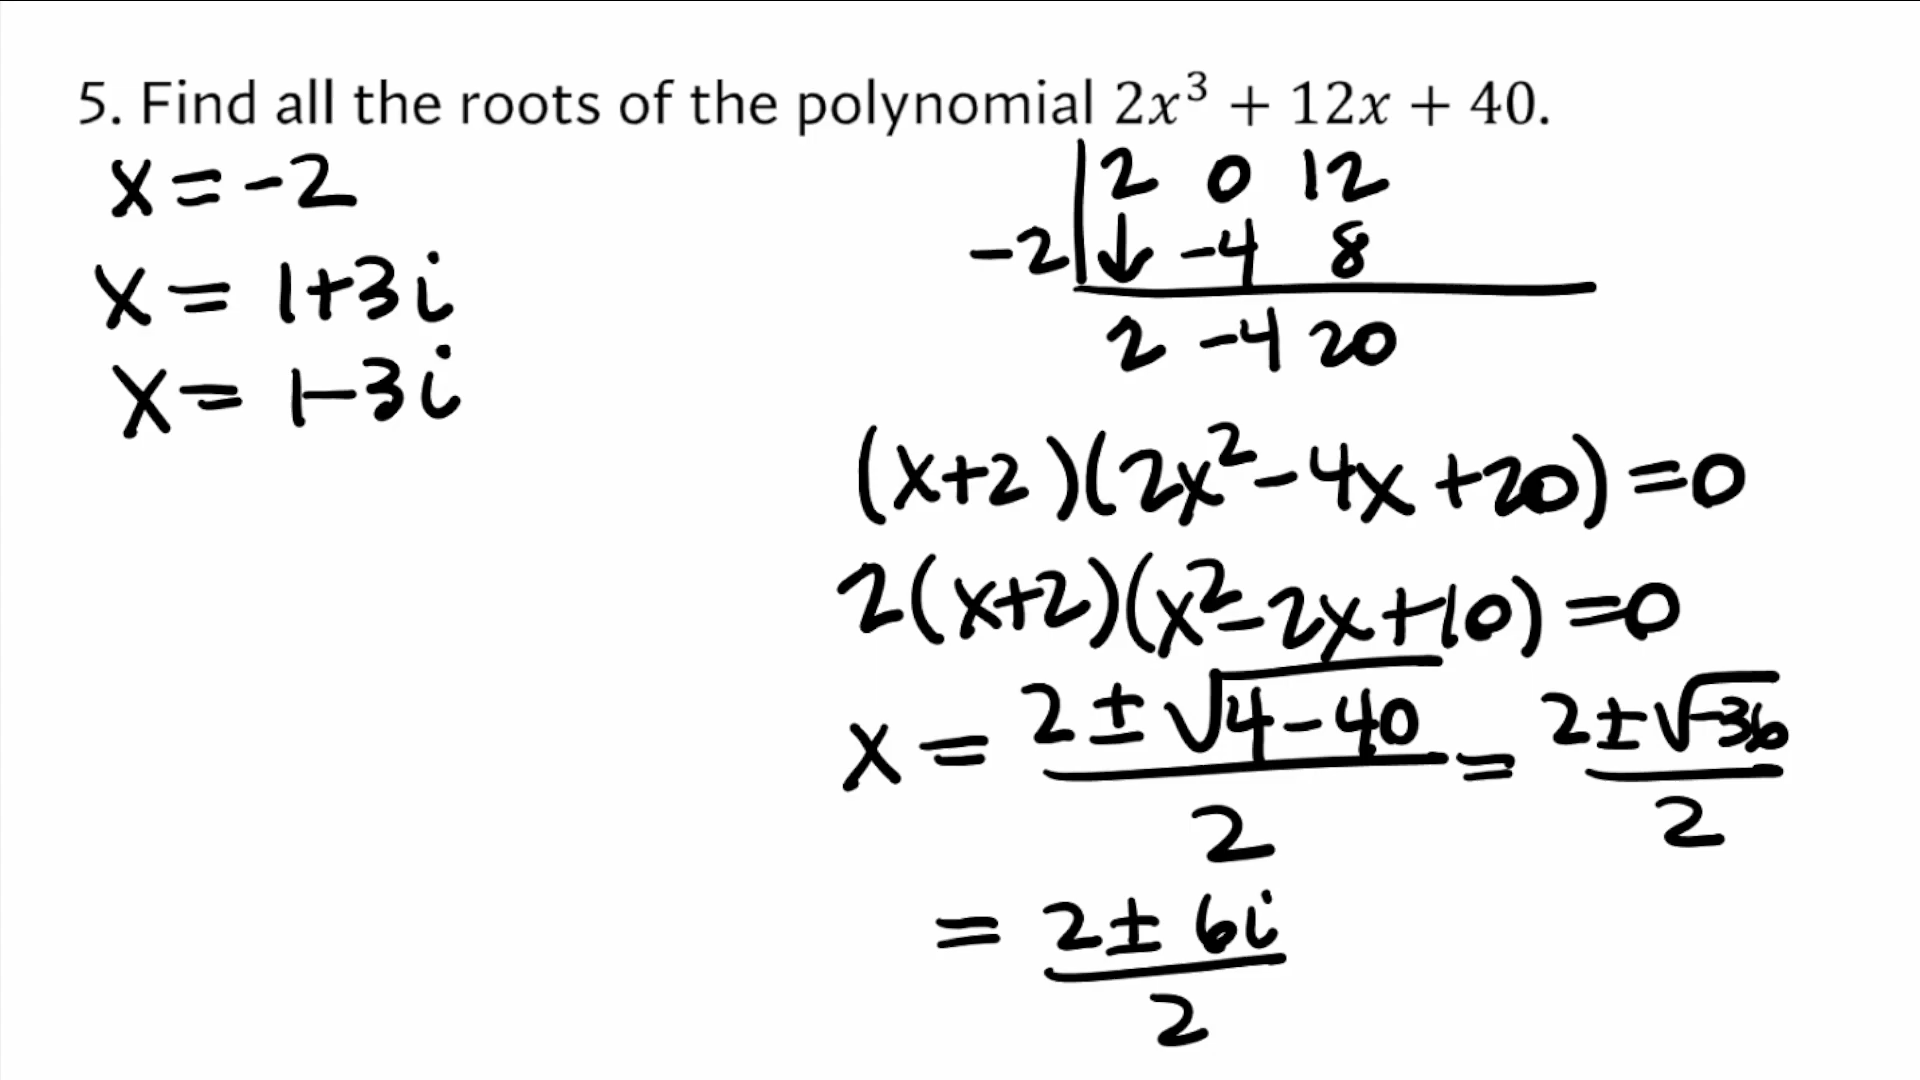 5. Find all the roots of the polynomial 2x³ + 12x + 40.
x = -2
x = 1+3i
x = 1-3i
2 0 12
-2 ↓ -4 8
2 -4 20
(x+2)(2x²-4x+20)=0
2(x+2)(x²-2x+10)=0
x = (2±√(4-40))/2 = (2±√-36)/2
= (2±6i)/2